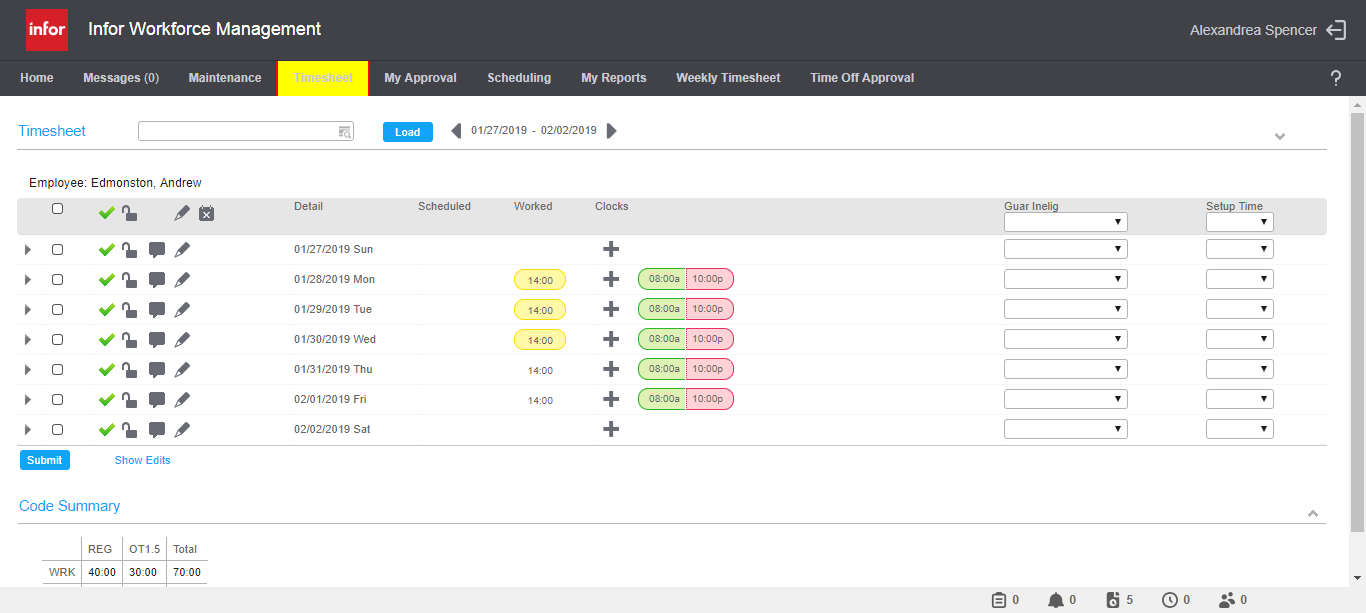 infor Infor Workforce Management Alexandrea Spencer
Home Messages (0) Maintenance Timesheet My Approval Scheduling My Reports Weekly Timesheet Time Off Approval ?
Timesheet Load 01/27/2019 - 02/02/2019
Employee: Edmonston, Andrew
Detail Scheduled Worked Clocks Guar Inelig Setup Time
01/27/2019 Sun
01/28/2019 Mon 14:00 08:00a 10:00p
01/29/2019 Tue 14:00 08:00a 10:00p
01/30/2019 Wed 14:00 08:00a 10:00p
01/31/2019 Thu 14:00 08:00a 10:00p
02/01/2019 Fri 14:00 08:00a 10:00p
02/02/2019 Sat
Submit Show Edits
Code Summary
REG OT1.5 Total
WRK 40:00 30:00 70:00
0 0 5 0 0